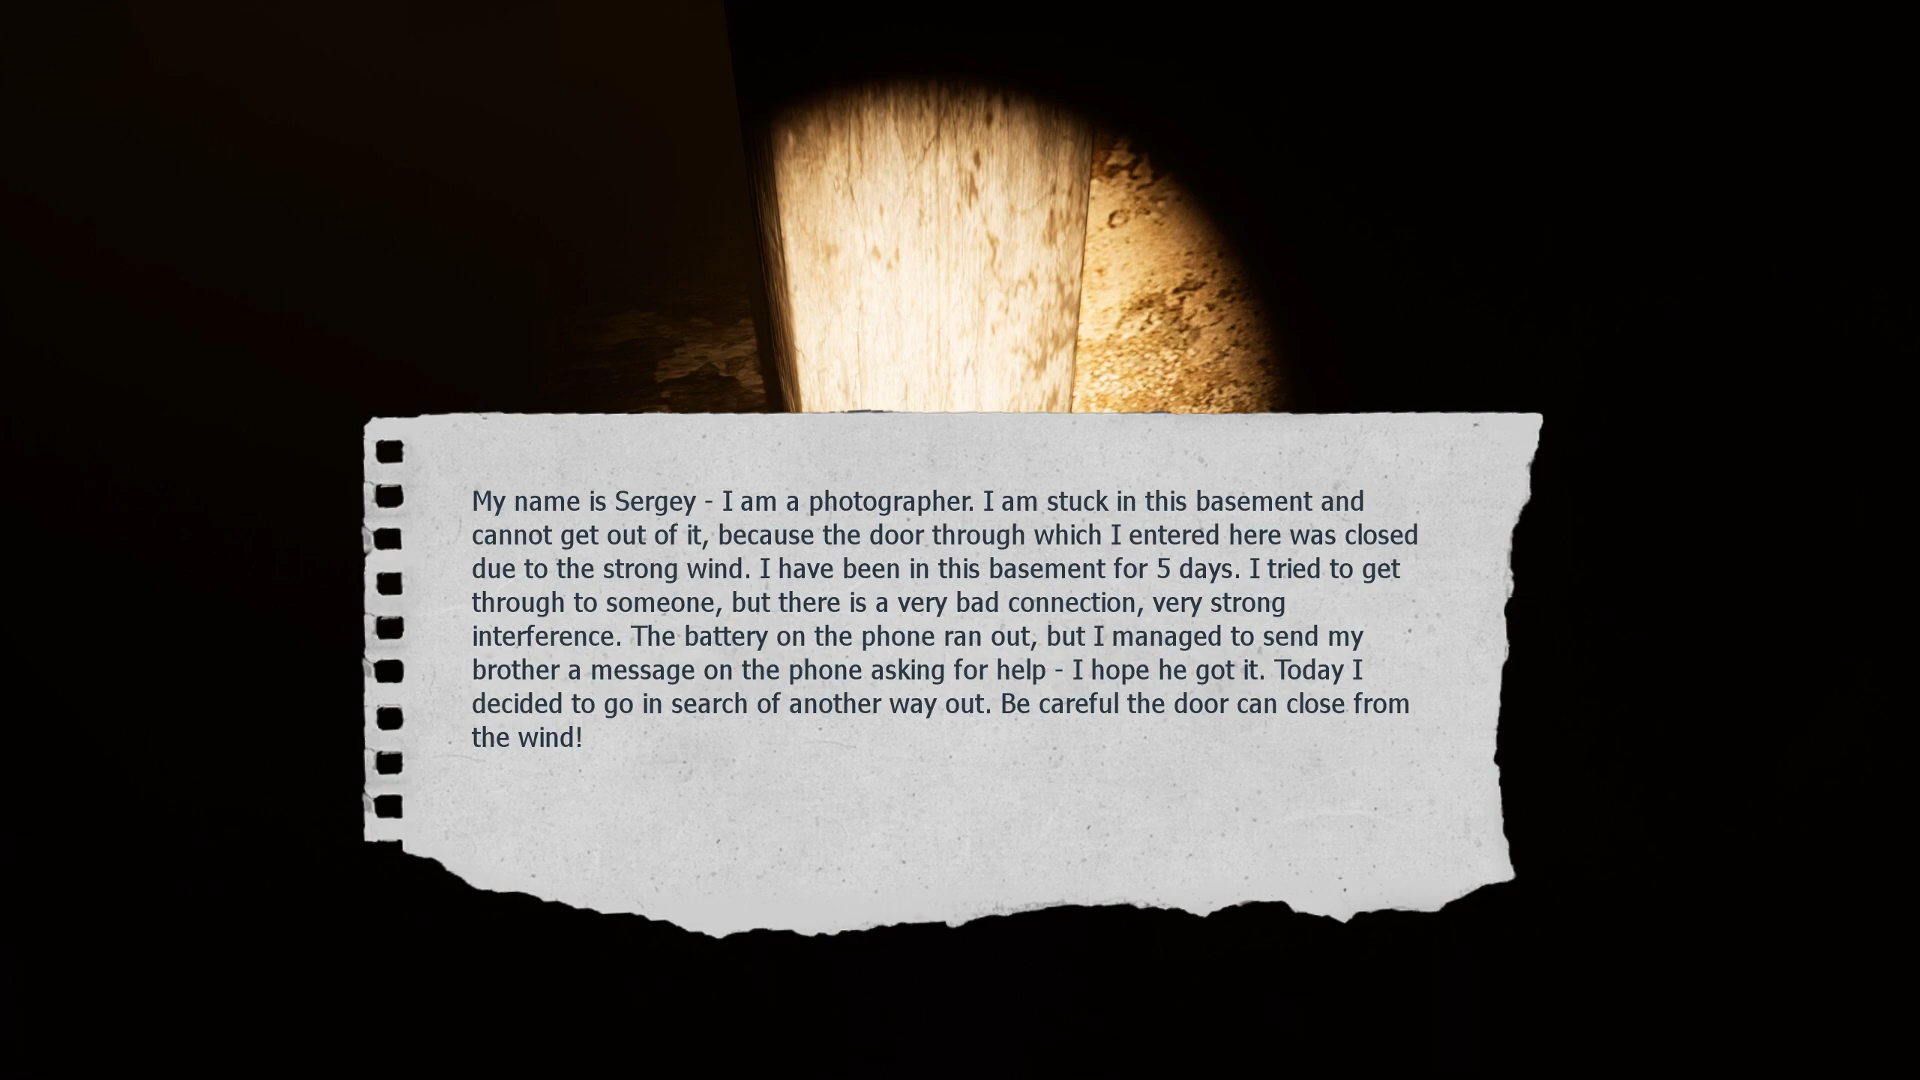 My name is Sergey - I am a photographer. I am stuck in this basement and
cannot get out of it, because the door through which I entered here was closed
due to the strong wind. I have been in this basement for 5 days. I tried to get
through to someone, but there is a very bad connection, very strong
interference. The battery on the phone ran out, but I managed to send my
brother a message on the phone asking for help - I hope he got it. Today I
decided to go in search of another way out. Be careful the door can close from
the wind!